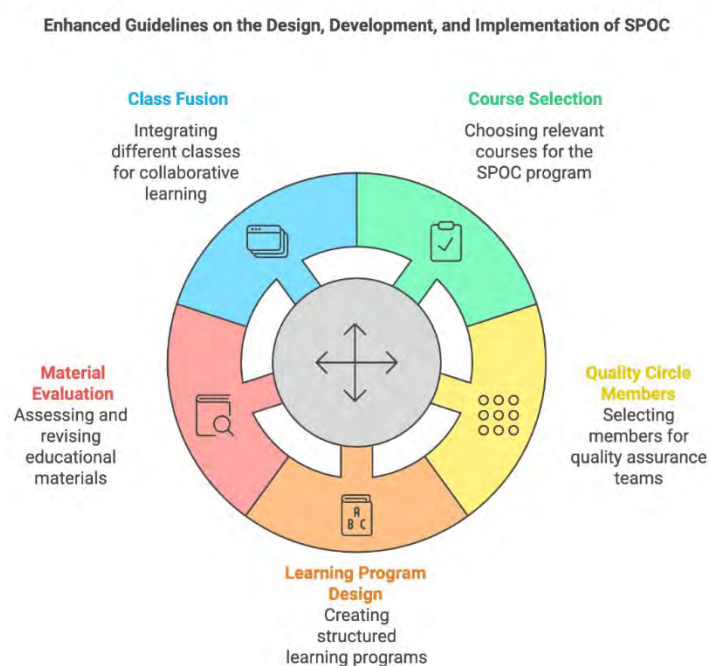 Enhanced Guidelines on the Design, Development, and Implementation of SPOC
Class Fusion
Integrating
different classes
for collaborative
learning
Course Selection
Choosing relevant
courses for the
SPOC program
Material
Evaluation
Assessing and
revising
educational
materials
Quality Circle
Members
Selecting
members for
quality assurance
teams
A
B C
Learning Program
Design
Creating
structured
learning programs